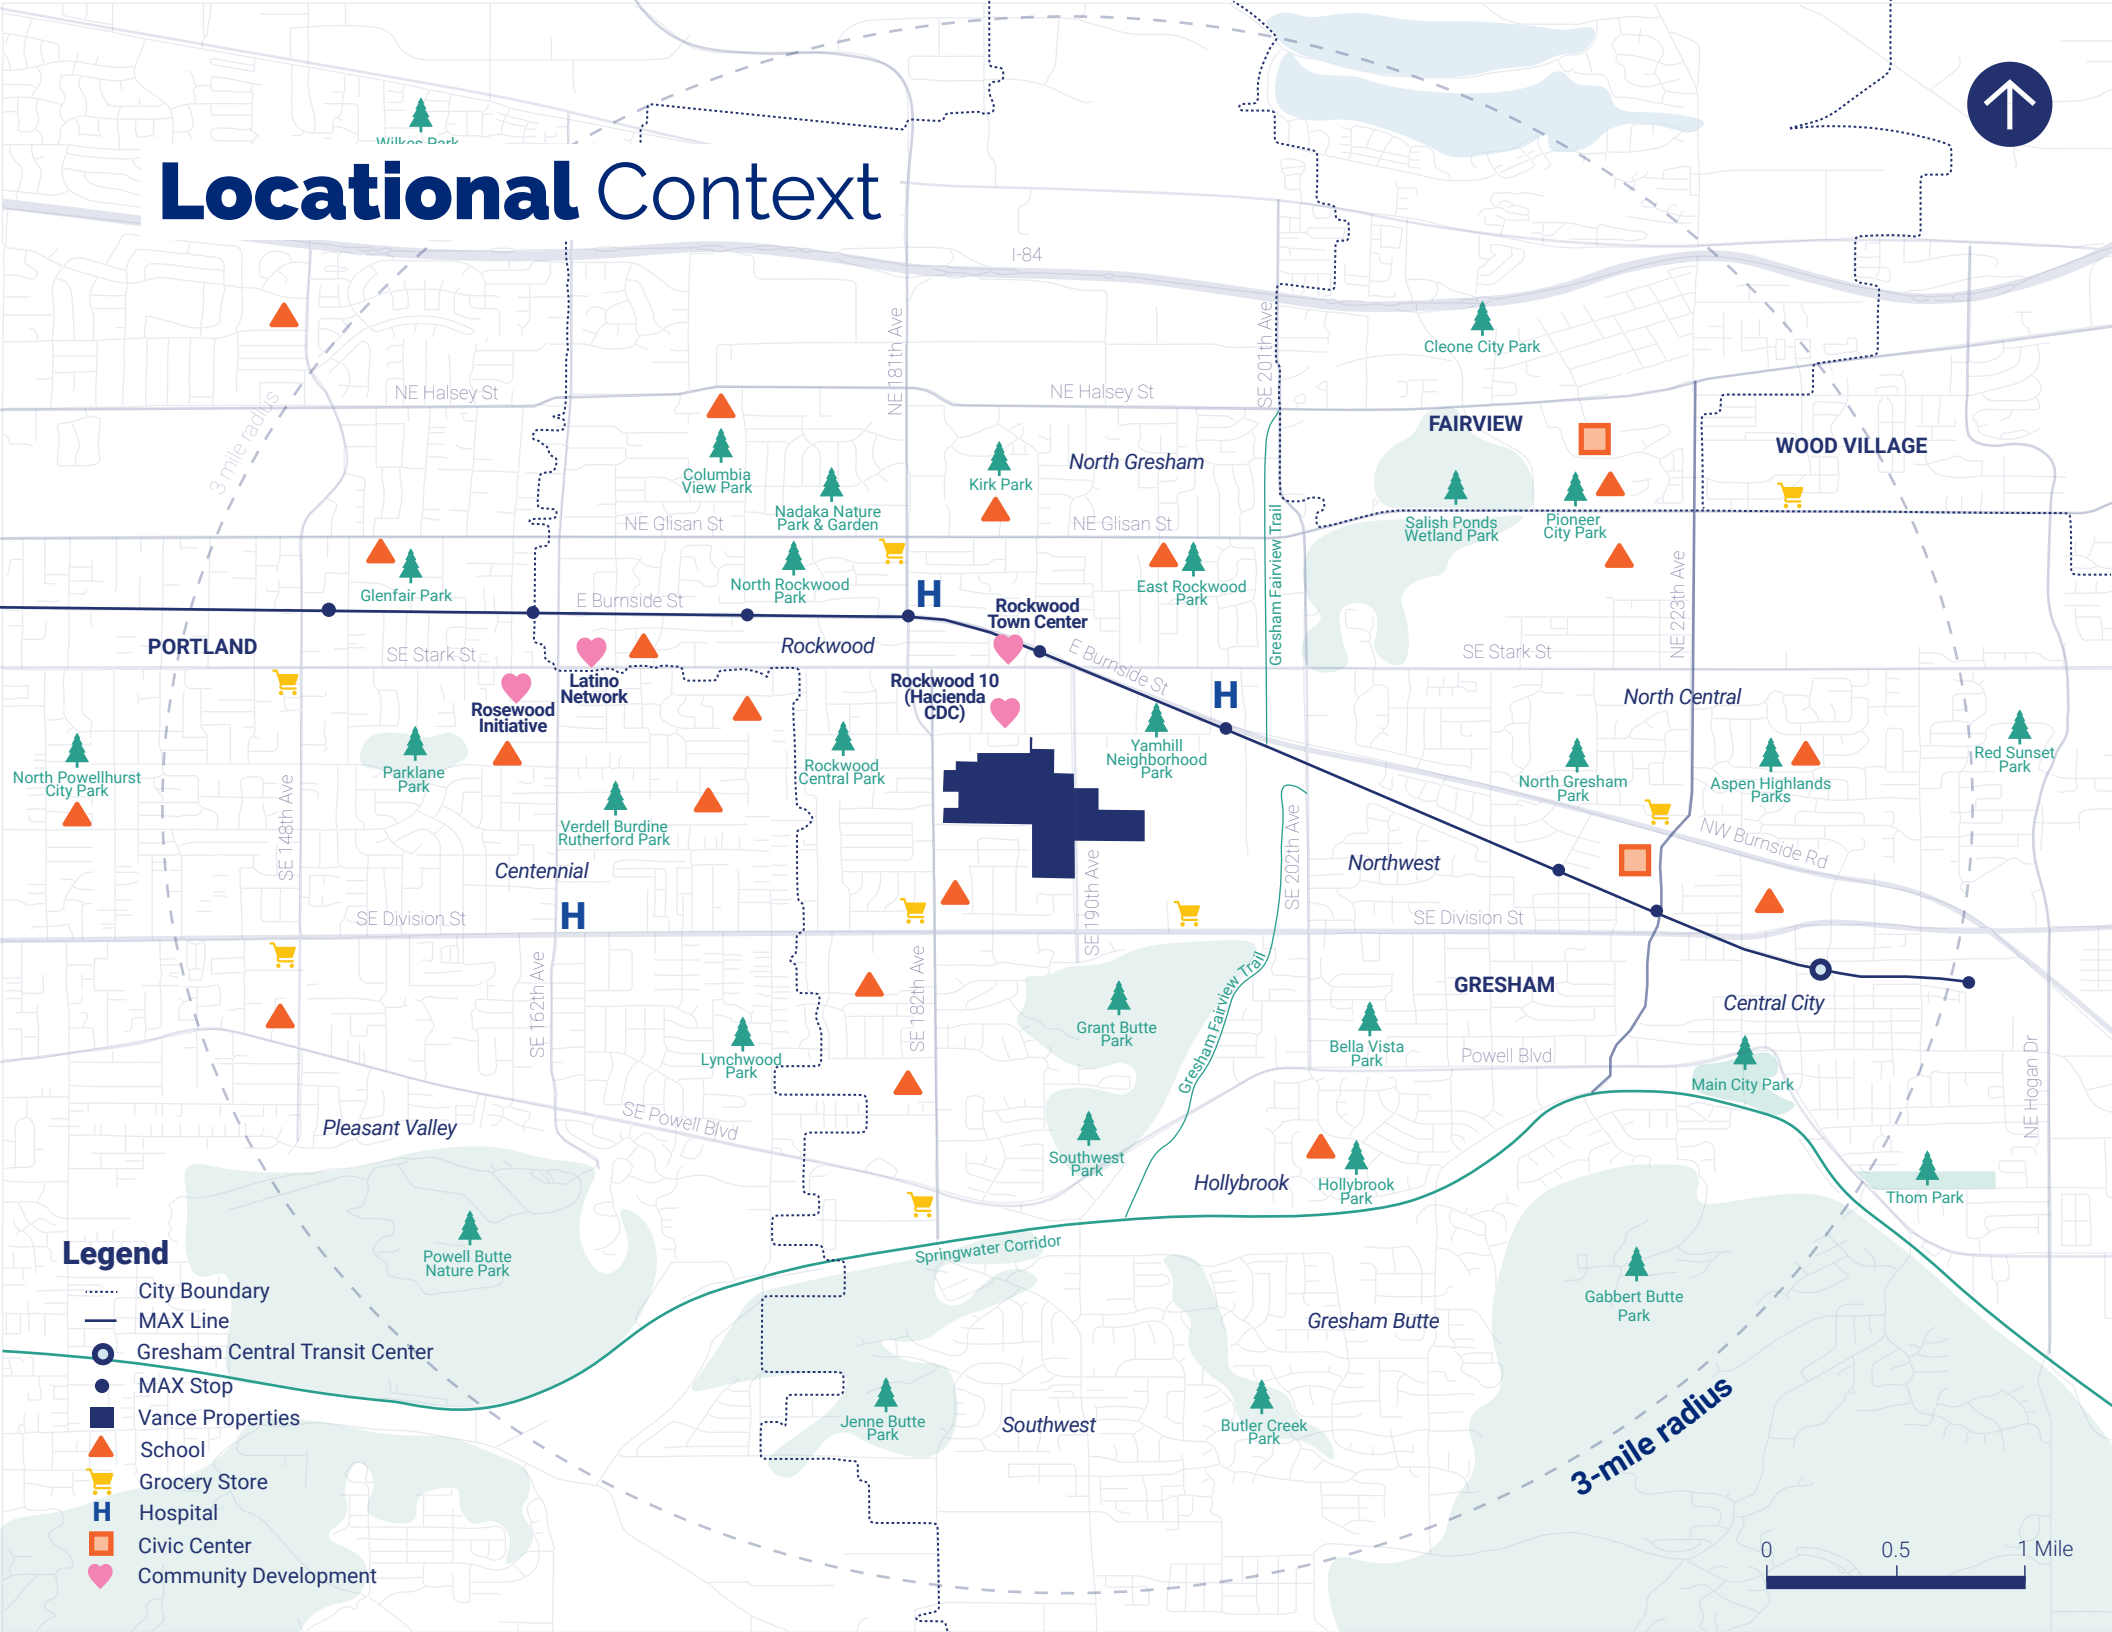 Wilkes Park
Locational Context
I-84
NE 181th Ave
SE 201th Ave
Cleone City Park
NE Halsey St
NE Halsey St
3 mile radius
FAIRVIEW
WOOD VILLAGE
North Gresham
Columbia
View Park
Kirk Park
Nadaka Nature
Park & Garden
NE Glisan St
NE Glisan St
Gresham Fairview Trail
Salish Ponds
Wetland Park
Pioneer
City Park
Glenfair Park
North Rockwood
Park
E Burnside St
H
East Rockwood
Park
NE 223th Ave
Rockwood
Town Center
PORTLAND
SE Stark St
Rockwood
E Burnside St
SE Stark St
Latino
Network
Rosewood
Initiative
Rockwood 10
(Hacienda
CDC)
H
North Central
North Powellhurst
City Park
Parklane
Park
Rockwood
Central Park
Yamhill
Neighborhood
Park
North Gresham
Park
Aspen Highlands
Parks
Red Sunset
Park
SE 148th Ave
Verdell Burdine
Rutherford Park
SE 202th Ave
NW Burnside Rd
Centennial
Northwest
SE 190th Ave
H
SE Division St
SE Division St
SE 162th Ave
SE 182th Ave
GRESHAM
Central City
Grant Butte
Park
Gresham Fairview Trail
Bella Vista
Park
Powell Blvd
Lynchwood
Park
Main City Park
NE Hogan Dr
Pleasant Valley
SE Powell Blvd
Southwest
Park
Hollybrook
Hollybrook
Park
Thom Park
Powell Butte
Nature Park
Springwater Corridor
Gabbert Butte
Park
Gresham Butte
Jenne Butte
Park
Southwest
Butler Creek
Park
3-mile radius
Legend
City Boundary
MAX Line
Gresham Central Transit Center
MAX Stop
Vance Properties
School
Grocery Store
H Hospital
Civic Center
Community Development
0 0.5 1 Mile